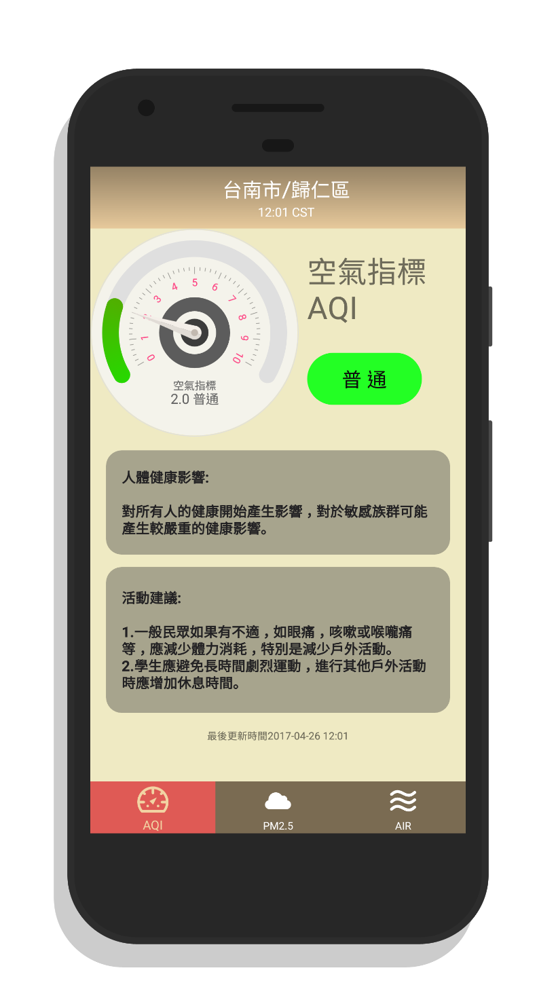 台南市/歸仁區
12:01 CST
空氣指標
AQI
普 通
0
1
3
4
5
6
7
8
9
10
空氣指標
2.0 普通
人體健康影響:
對所有人的健康開始產生影響，對於敏感族群可能
產生較嚴重的健康影響。
活動建議:
1.一般民眾如果有不適，如眼痛，咳嗽或喉嚨痛
等，應減少體力消耗，特別是減少戶外活動。
2.學生應避免長時間劇烈運動，進行其他戶外活動
時應增加休息時間。
最後更新時間2017-04-26 12:01
AQI
PM2.5
AIR